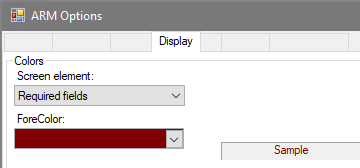 ARM Options
Display
Colors
Screen element:
Required fields
ForeColor:
Sample